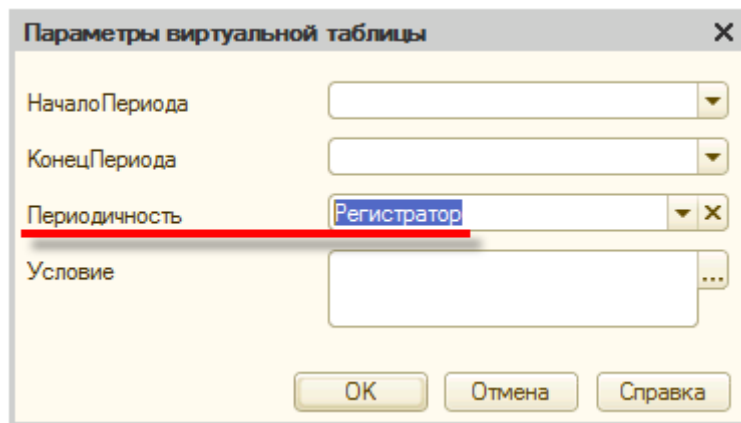 Параметры виртуальной таблицы
НачалоПериода
КонецПериода
Периодичность Регистратор
Условие ...
ОК Отмена Справка